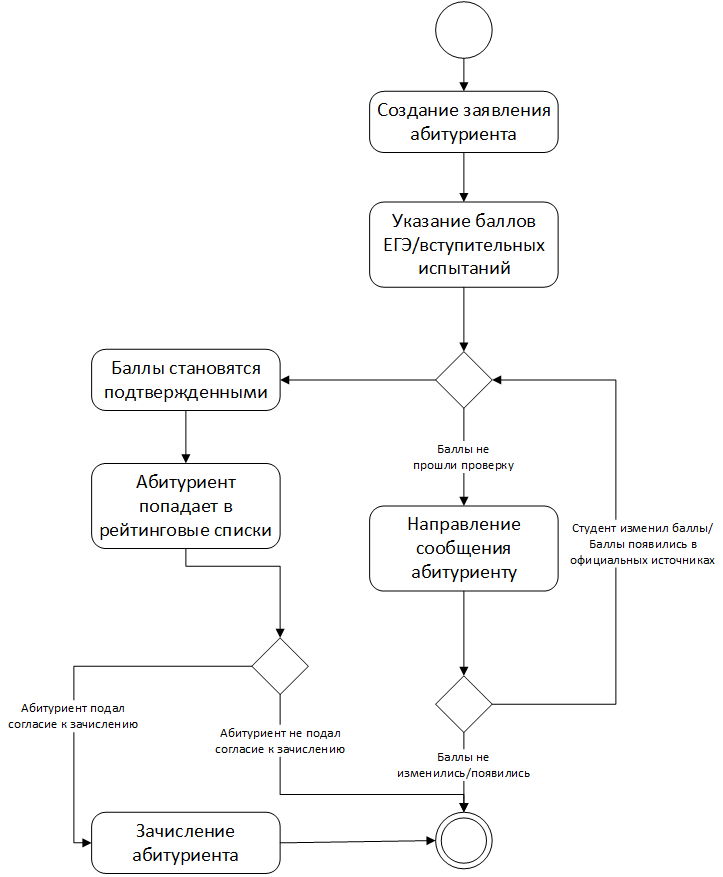 Создание заявления
абитуриента
Указание баллов
ЕГЭ/вступительных
испытаний
Баллы становятся
подтвержденными
Баллы не
прошли проверку
Абитуриент
попадает в
рейтинговые списки
Направление
сообщения
абитуриенту
Студент изменил баллы/
Баллы появились в
официальных источниках
Абитуриент подал
согласие к зачислению
Абитуриент не подал
согласие к зачислению
Баллы не
изменились/появились
Зачисление
абитуриента